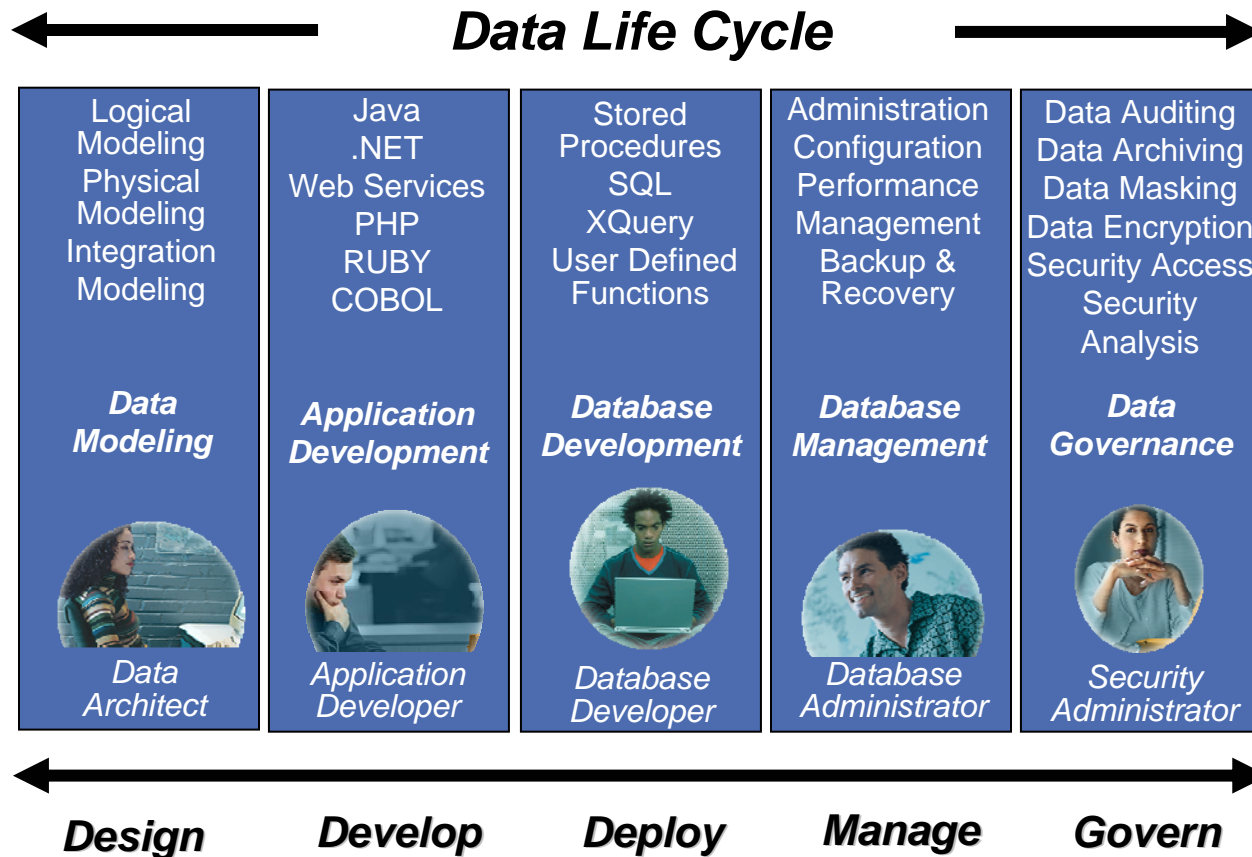 Data Life Cycle
Logical
Modeling
Physical
Modeling
Integration
Modeling
Data
Modeling
Data
Architect
Java
.NET
Web Services
PHP
RUBY
COBOL
Application
Development
Application
Developer
Stored
Procedures
SQL
XQuery
User Defined
Functions
Database
Development
Database
Developer
Administration
Configuration
Performance
Management
Backup &
Recovery
Database
Management
Database
Administrator
Data Auditing
Data Archiving
Data Masking
Data Encryption
Security Access
Security
Analysis
Data
Governance
Security
Administrator
Design
Develop
Deploy
Manage
Govern